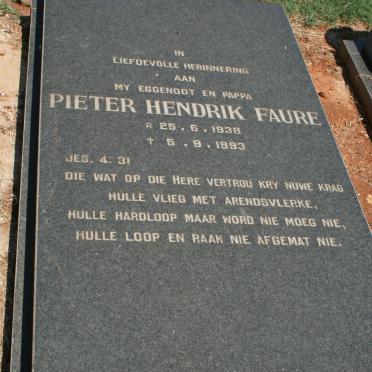 IN
LIEFDEVOLLE HERINNERING
AAN
MY EGGENOOT EN PAPPA
PIETER HENDRIK FAURE
* 25.6.1938
† 5.9.1993
JES. 4: 31
DIE WAT OP DIE HERE VERTROU KRY NUWE KRAG
HULLE VLIEG MET ARENDSVLERKE,
HULLE HARDLOOP MAAR WORD NIE MOEG NIE,
HULLE LOOP EN RAAK NIE AFGEMAT NIE.